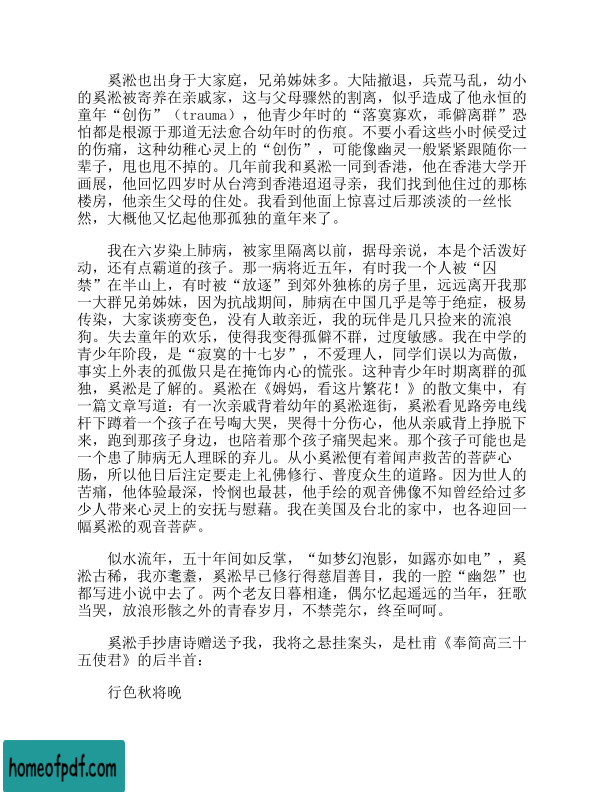 奚淞也出身于大家庭，兄弟姊妹多。大陆撤退，兵荒马乱，幼小
的奚淞被寄养在亲戚家，这与父母骤然的割离，似乎造成了他永恒的
童年“创伤”（trauma），他青少年时的“落寞寡欢，乖僻离群”恐
怕都是根源于那道无法愈合幼年时的伤痕。不要小看这些小时候受过
的伤痛，这种幼稚心灵上的“创伤”，可能像幽灵一般紧紧跟随你一
辈子，甩也甩不掉的。几年前我和奚淞一同到香港，他在香港大学开
画展，他回忆四岁时从台湾到香港迢迢寻亲，我们找到他住过的那栋
楼房，他亲生父母的住处。我看到他面上惊喜过后那淡淡的一丝怅
然，大概他又忆起他那孤独的童年来了。
我在六岁染上肺病，被家里隔离以前，据母亲说，本是个活泼好
动，还有点霸道的孩子。那一病将近五年，有时我一个人被“囚
禁”在半山上，有时被“放逐”到郊外独栋的房子里，远远离开我那
一大群兄弟姊妹，因为抗战期间，肺病在中国几乎是等于绝症，极易
传染，大家谈痨变色，没有人敢亲近，我的玩伴是几只捡来的流浪
狗。失去童年的欢乐，使得我变得孤僻不群，过度敏感。我在中学的
青少年阶段，是“寂寞的十七岁”，不爱理人，同学们误以为高傲，
事实上外表的孤傲只是在掩饰内心的慌张。这种青少年时期离群的孤
独，奚淞是了解的。奚淞在《姆妈，看这片繁花！》的散文集中，有
一篇文章写道：有一次亲戚背着幼年的奚淞逛街，奚淞看见路旁电线
杆下蹲着一个孩子在号啕大哭，哭得十分伤心，他从亲戚背上挣脱下
来，跑到那孩子身边，也陪着那个孩子痛哭起来。那个孩子可能也是
一个患了肺病无人理睬的弃儿。从小奚淞便有着闻声救苦的菩萨心
肠，所以他日后注定要走上礼佛修行、普度众生的道路。因为世人的
苦痛，他体验最深，怜悯也最甚，他手绘的观音佛像不知曾经给过多
少人带来心灵上的安抚与慰藉。我在美国及台北的家中，也各迎回一
幅奚淞的观音菩萨。
似水流年，五十年间如反掌，“如梦幻泡影，如露亦如电”，奚
淞古稀，我亦耄耋，奚淞早已修行得慈眉善目，我的一腔“幽怨”也
都写进小说中去了。两个老友日暮相逢，偶尔忆起遥远的当年，狂歌
当哭，放浪形骸之外的青春岁月，不禁莞尔，终至呵呵。
奚淞手抄唐诗赠送予我，我将之悬挂案头，是杜甫《奉简高三十
五使君》的后半首：
行色秋将晚
homeofpdf.com